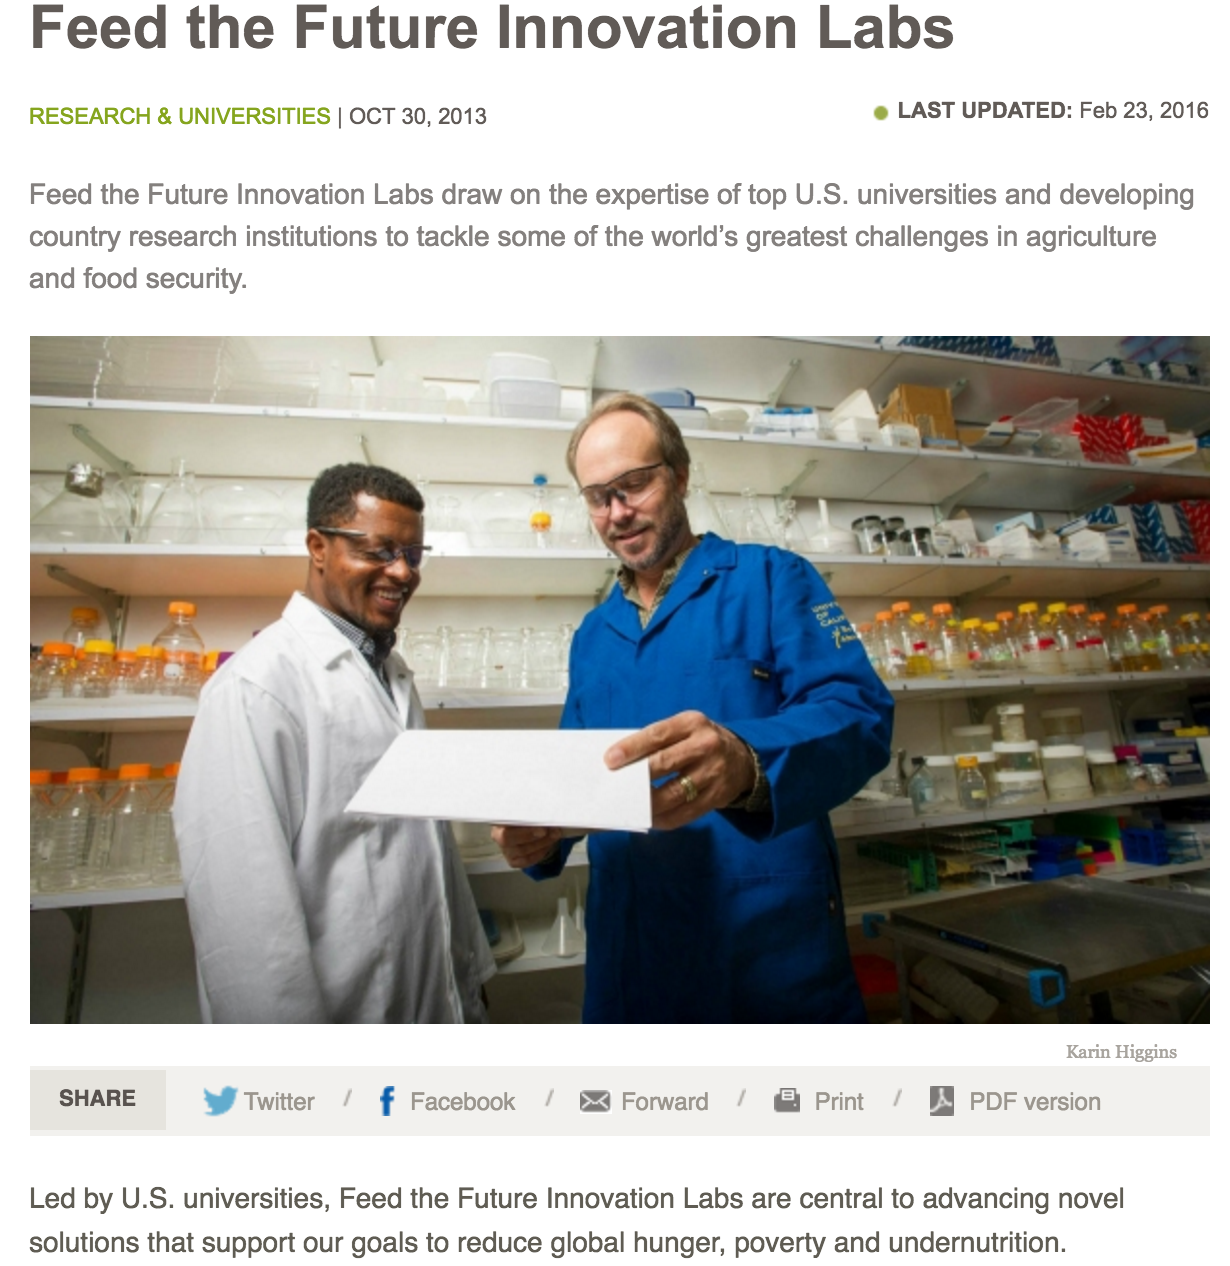 Feed the Future Innovation Labs
RESEARCH & UNIVERSITIES | OCT 30, 2013
LAST UPDATED: Feb 23, 2016
Feed the Future Innovation Labs draw on the expertise of top U.S. universities and developing
country research institutions to tackle some of the world’s greatest challenges in agriculture
and food security.
Karin Higgins
SHARE Twitter / Facebook / Forward / Print / PDF version
Led by U.S. universities, Feed the Future Innovation Labs are central to advancing novel
solutions that support our goals to reduce global hunger, poverty and undernutrition.